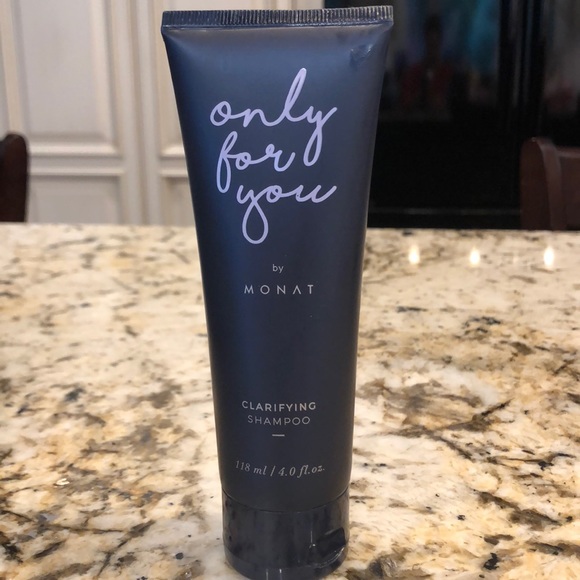 only
for
you
by
MONAT
CLARIFYING
SHAMPOO
118 ml / 4.0 fl.oz.